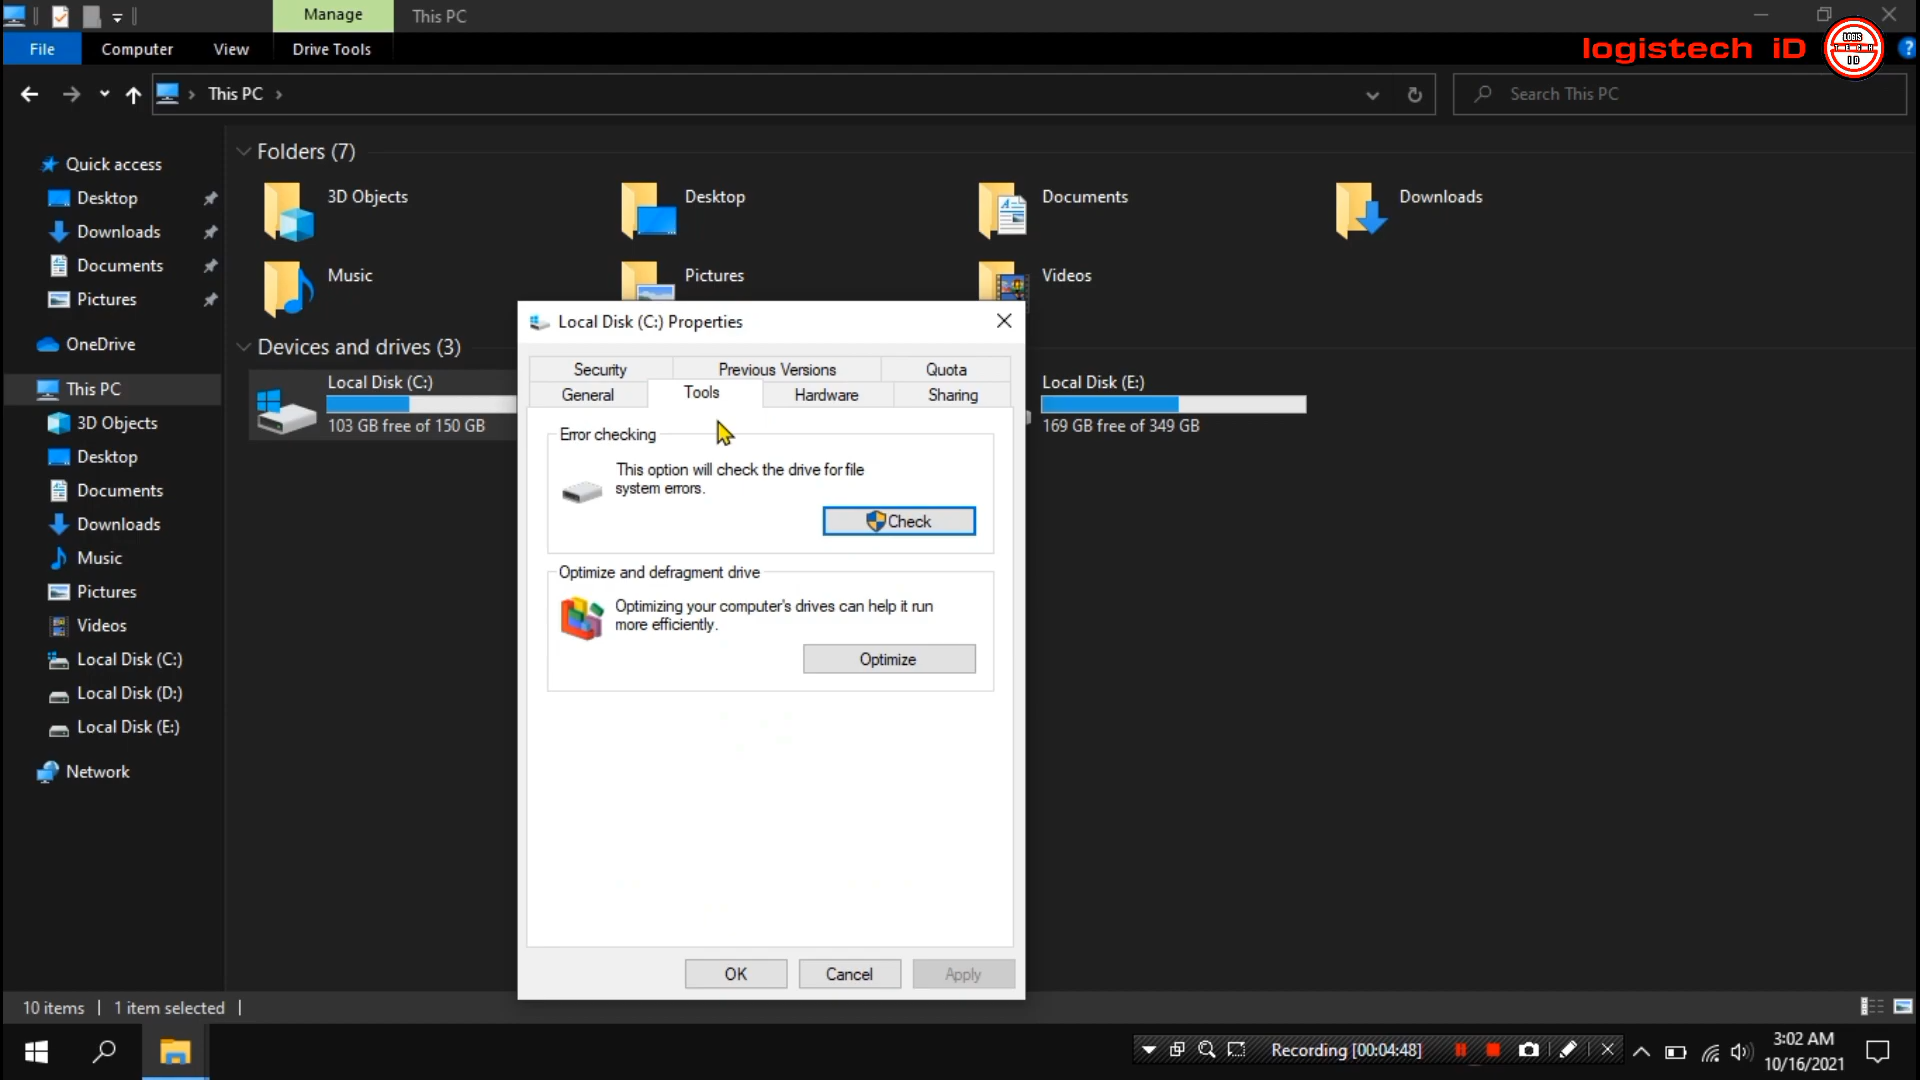 Manage
This PC
File
Computer
View
Drive Tools
logistech iD
LOGIS
TECH
ID
?
This PC
Search This PC
Quick access
Desktop
Downloads
Documents
Pictures
OneDrive
This PC
3D Objects
Desktop
Documents
Downloads
Music
Pictures
Videos
Local Disk (C:)
Local Disk (D:)
Local Disk (E:)
Network
Folders (7)
3D Objects
Desktop
Documents
Downloads
Music
Pictures
Videos
Devices and drives (3)
Local Disk (C:)
103 GB free of 150 GB
Local Disk (E:)
169 GB free of 349 GB
Local Disk (C:) Properties
Security
Previous Versions
Quota
General
Tools
Hardware
Sharing
Error checking
This option will check the drive for file
system errors.
Check
Optimize and defragment drive
Optimizing your computer's drives can help it run
more efficiently.
Optimize
OK
Cancel
Apply
10 items
1 item selected
Recording [00:04:48]
3:02 AM
10/16/2021